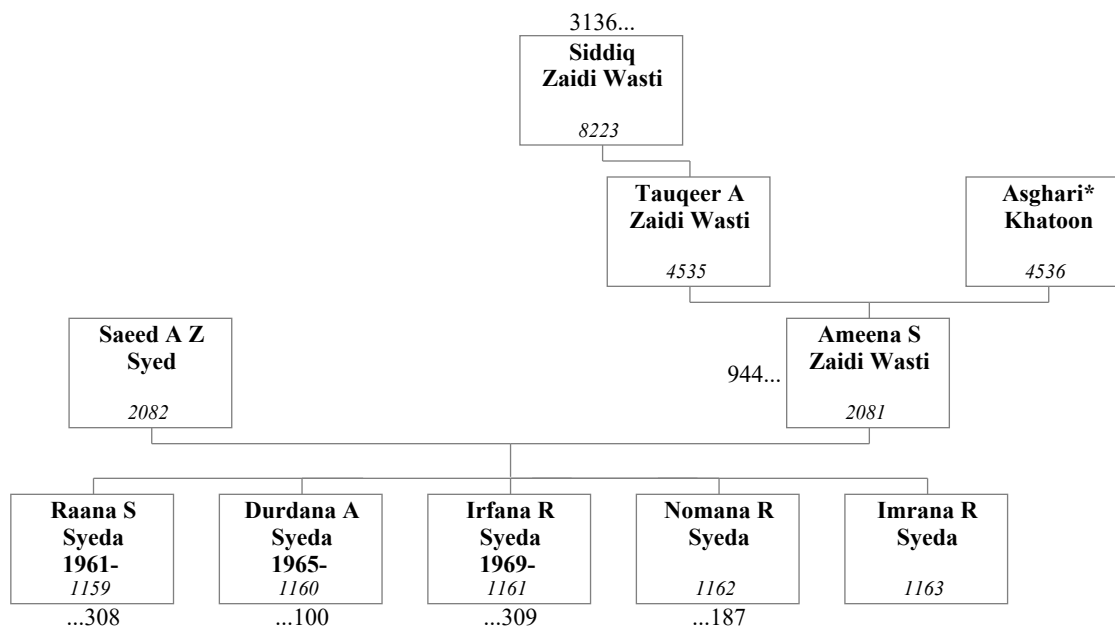 3136...
Siddiq
Zaidi Wasti
8223
Tauqeer A
Zaidi Wasti
4535
Asghari*
Khatoon
4536
Saeed A Z
Syed
2082
944...
Ameena S
Zaidi Wasti
2081
Raana S
Syeda
1961-
1159
...308
Durdana A
Syeda
1965-
1160
...100
Irfana R
Syeda
1969-
1161
...309
Nomana R
Syeda
1162
...187
Imrana R
Syeda
1163